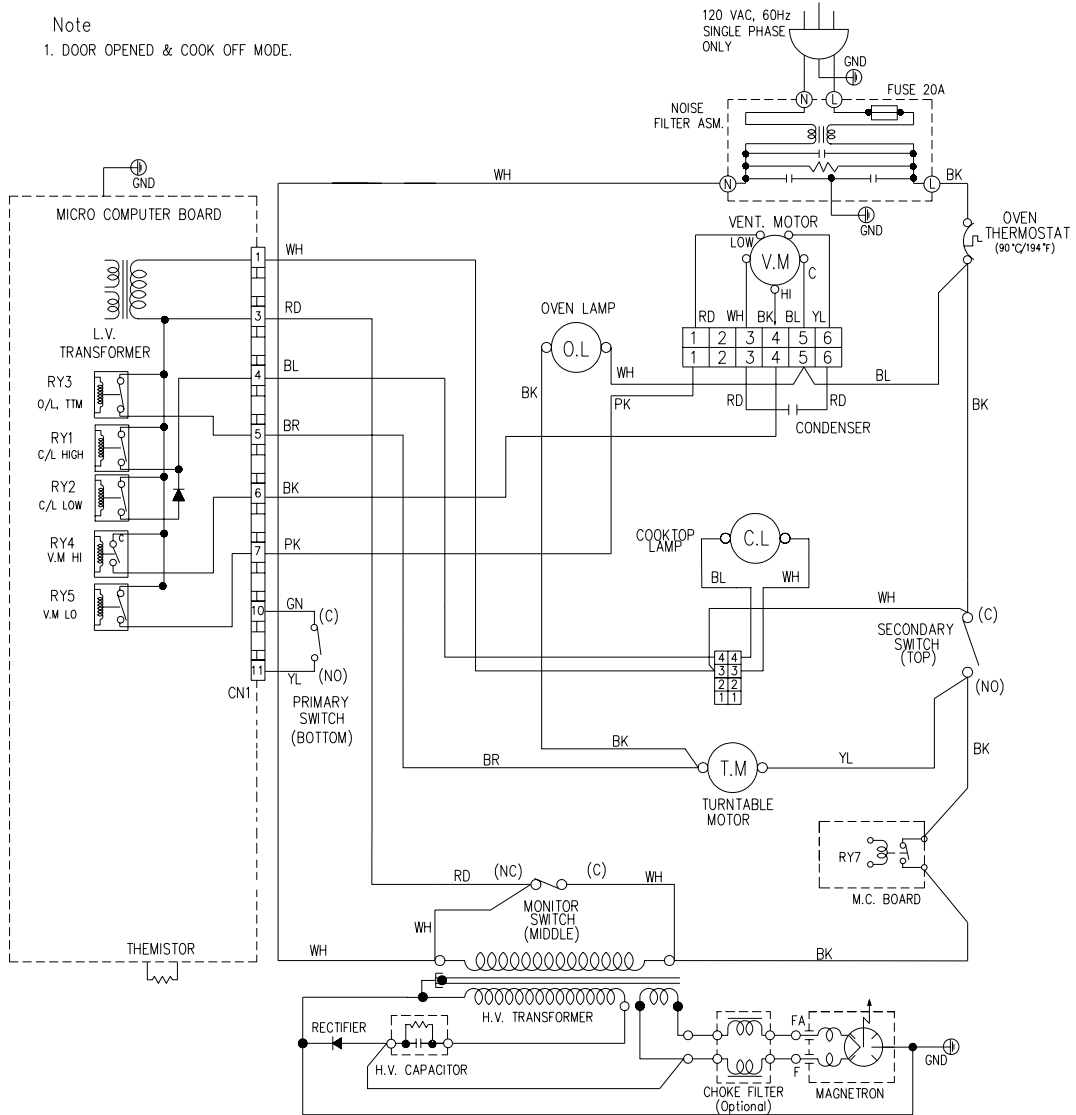 Note
1. DOOR OPENED & COOK OFF MODE.
120 VAC, 60Hz
SINGLE PHASE
ONLY
GND
N
L
FUSE 20A
NOISE
FILTER ASM.
N
L
WH
BK
GND
GND
MICRO COMPUTER BOARD
OVEN
THERMOSTAT
(90°C/194°F)
VENT. MOTOR
LOW
V.M
C
HI
RD WH BK BL YL
1 2 3 4 5 6
1 2 3 4 5 6
RD
RD
CONDENSER
BL
BK
OVEN LAMP
O.L
WH
BK
PK
L.V.
TRANSFORMER
1
WH
3
RD
4
BL
5
BR
6
BK
7
PK
10
GN
11
YL
CN1
RY3
O/L, TTM
RY1
C/L HIGH
RY2
C/L LOW
RY4
V.M HI
C
RY5
V.M LO
(C)
(NO)
PRIMARY
SWITCH
(BOTTOM)
COOKTOP
LAMP
C.L
BL
WH
WH
4 4
3 3
2 2
1 1
(C)
SECONDARY
SWITCH
(TOP)
(NO)
BK
BK
BR
T.M
YL
TURNTABLE
MOTOR
RY7
M.C. BOARD
RD
(NC)
(C)
WH
MONITOR
SWITCH
(MIDDLE)
WH
WH
BK
THEMISTOR
H.V. TRANSFORMER
RECTIFIER
H.V. CAPACITOR
FA
F
CHOKE FILTER
(Optional)
MAGNETRON
GND